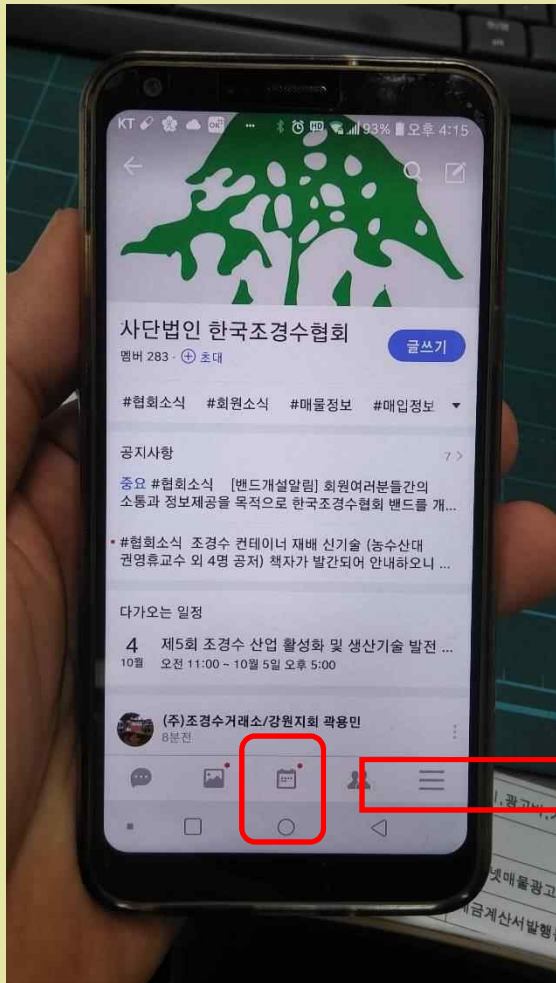 KT OK HD 93% 오후 4:15
사단법인 한국조경수협회
멤버 283 · 초대
글쓰기
#협회소식 #회원소식 #매물정보 #매입정보
공지사항
7 >
중요 #협회소식 [밴드개설알림] 회원여러분들간의
소통과 정보제공을 목적으로 한국조경수협회 밴드를 개...
#협회소식 조경수 컨테이너 재배 신기술 (농수산대
권영휴교수 외 4명 공저) 책자가 발간되어 안내하오니 ...
다가오는 일정
4 제5회 조경수 산업 활성화 및 생산기술 발전 ...
10월 오전 11:00 ~ 10월 5일 오후 5:00
(주)조경수거래소/강원지회 곽용민
8분전
넷매물광고
금계산서발행